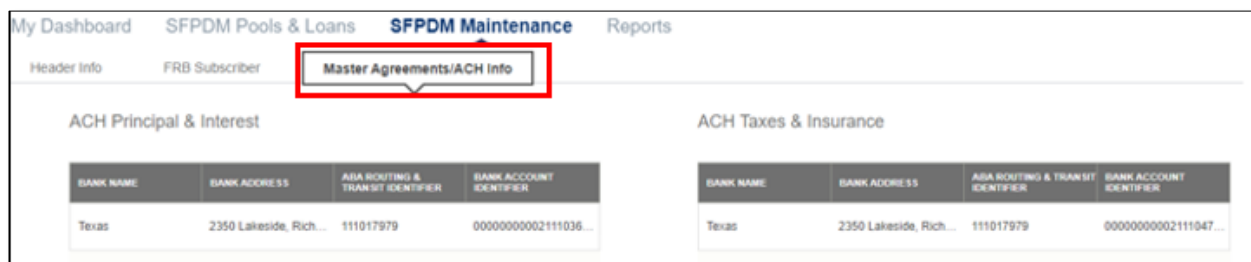 My Dashboard SFPDM Pools & Loans SFPDM Maintenance Reports
Header Info FRB Subscriber Master Agreements/ACH Info
ACH Principal & Interest ACH Taxes & Insurance
BANK NAME BANK ADDRESS ABA ROUTING & TRANSIT IDENTIFIER BANK ACCOUNT IDENTIFIER BANK NAME BANK ADDRESS ABA ROUTING & TRANSIT IDENTIFIER BANK ACCOUNT IDENTIFIER
Texas 2350 Lakeside, Rich... 111017979 00000000002111036... Texas 2350 Lakeside, Rich... 111017979 00000000002111047...